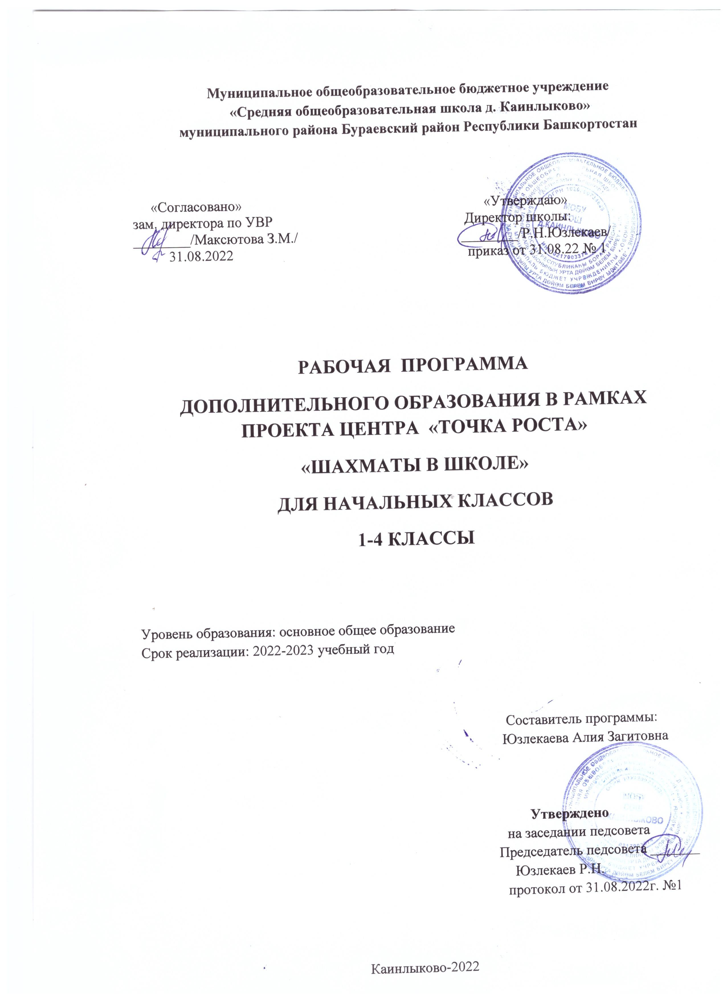 Муниципальное общеобразовательное бюджетное учреждение
«Средняя общеобразовательная школа д. Каинлыково»
муниципального района Бураевский район Республики Башкортостан
«Согласовано»
зам. директора по УВР
/Максютова З.М./
31.08.2022
«Утверждаю»
Директор школы:
/Р.Н.Юзлекаев/
приказ от 31.08.22 № 1
МОБУ
СОШ
Д.КАИНЛЫКОВО
РАБОЧАЯ ПРОГРАММА
ДОПОЛНИТЕЛЬНОГО ОБРАЗОВАНИЯ В РАМКАХ
ПРОЕКТА ЦЕНТРА «ТОЧКА РОСТА»
«ШАХМАТЫ В ШКОЛЕ»
ДЛЯ НАЧАЛЬНЫХ КЛАССОВ
1-4 КЛАССЫ
Уровень образования: основное общее образование
Срок реализации: 2022-2023 учебный год
Составитель программы:
Юзлекаева Алия Загитовна
Утверждено
на заседании педсовета
Председатель педсовета
Юзлекаев Р.Н.
протокол от 31.08.2022г. №1
Каинлыково-2022